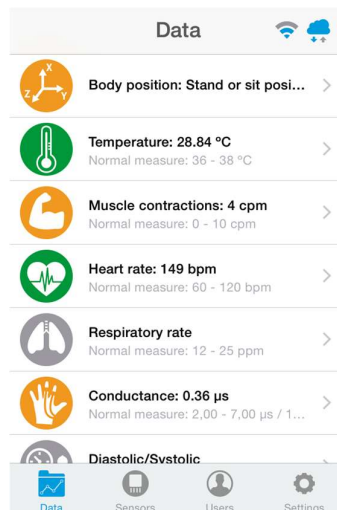 Data
X
Z
Y
Body position: Stand or sit posi...
Temperature: 28.84 ºC
Normal measure: 36 - 38 ºC
Muscle contractions: 4 cpm
Normal measure: 0 - 10 cpm
Heart rate: 149 bpm
Normal measure: 60 - 120 bpm
Respiratory rate
Normal measure: 12 - 25 ppm
Conductance: 0.36 µs
Normal measure: 2,00 - 7,00 µs / 1...
Diastolic/Systolic
Data
Sensors
Users
Settings